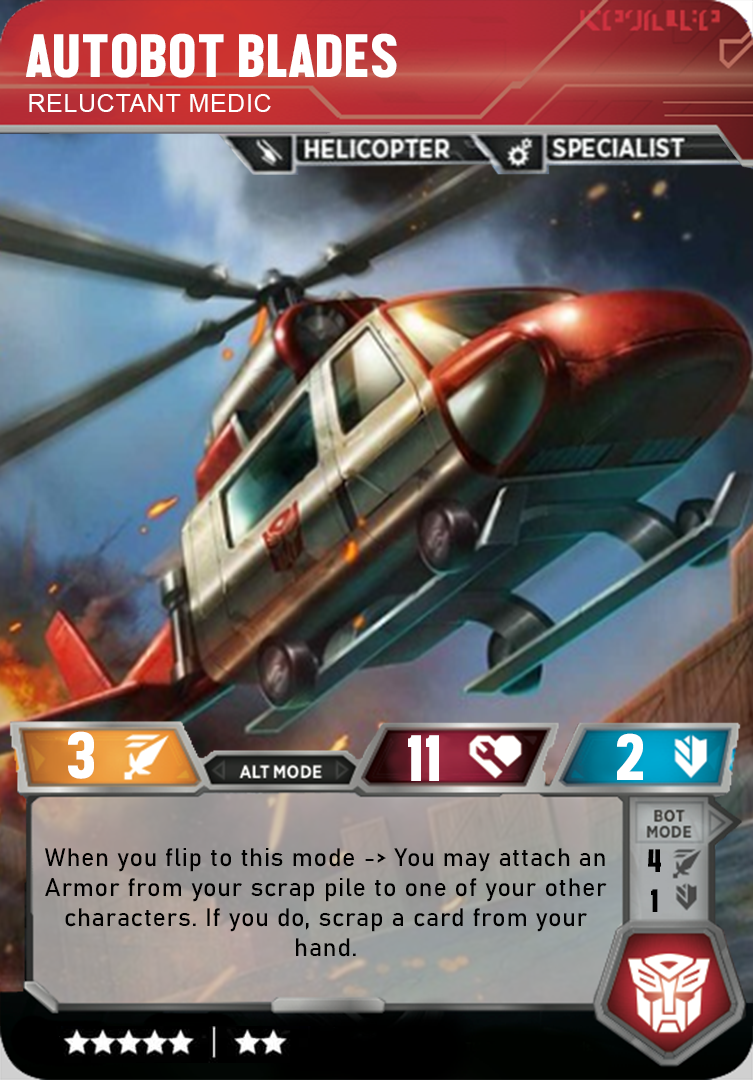 AUTOBOT BLADES
RELUCTANT MEDIC
HELICOPTER SPECIALIST
3 ALT MODE 11 2
When you flip to this mode -> You may attach an
Armor from your scrap pile to one of your other
characters. If you do, scrap a card from your
hand.
BOT
MODE
4
1